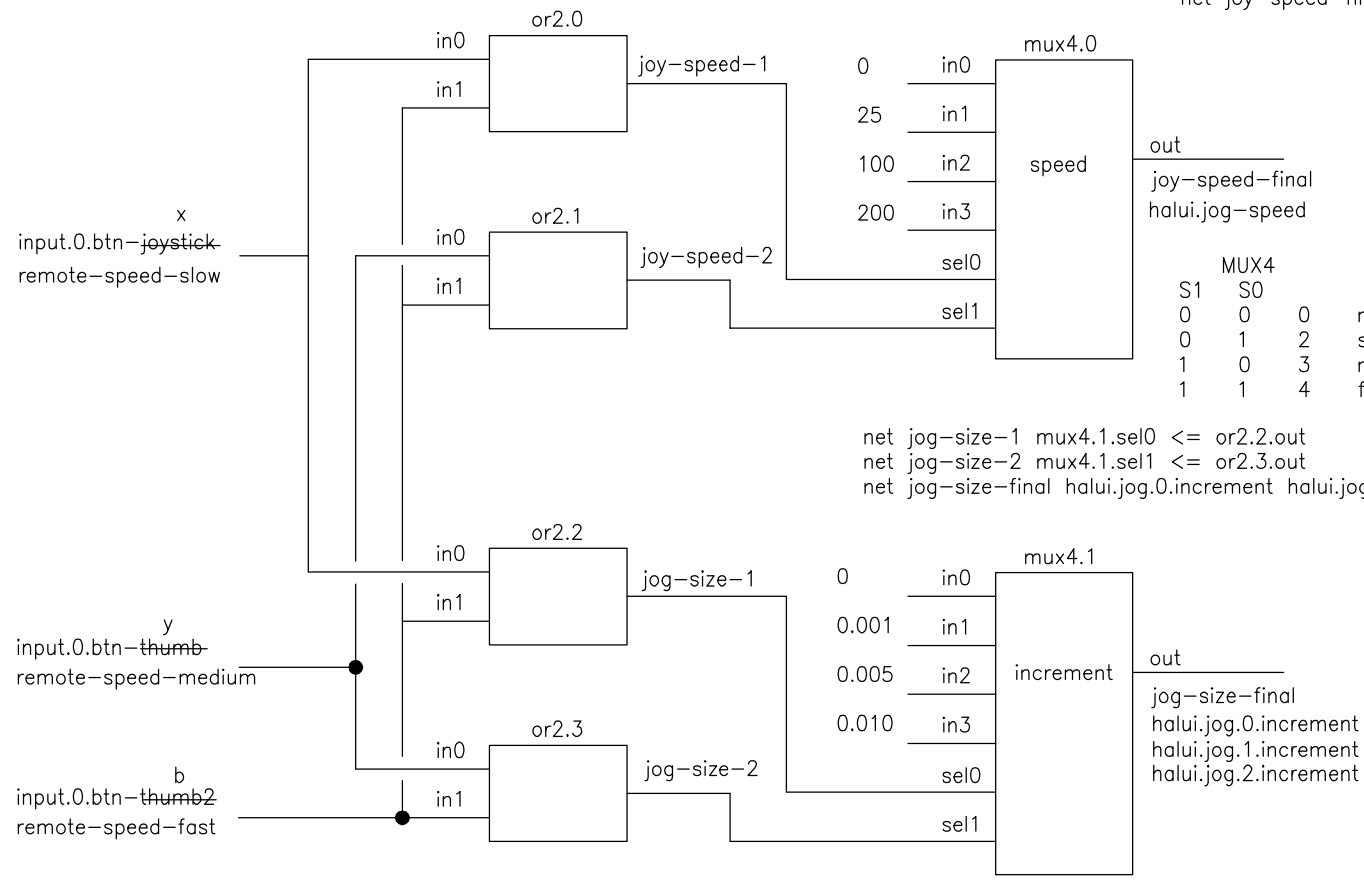 net joy-speed-
or2.0
in0
in1
joy-speed-1
mux4.0
0 in0
25 in1
100 in2
200 in3
sel0
sel1
speed
out
joy-speed-final
halui.jog-speed
x
input.0.btn-joystick
remote-speed-slow
or2.1
in0
in1
joy-speed-2
MUX4
S1 S0
0 0 0
0 1 2
1 0 3
1 1 4
net jog-size-1 mux4.1.sel0 <= or2.2.out
net jog-size-2 mux4.1.sel1 <= or2.3.out
net jog-size-final halui.jog.0.increment halui.jog
or2.2
in0
in1
jog-size-1
mux4.1
0 in0
0.001 in1
0.005 in2
0.010 in3
sel0
sel1
increment
out
jog-size-final
halui.jog.0.increment
halui.jog.1.increment
halui.jog.2.increment
y
input.0.btn-thumb
remote-speed-medium
or2.3
in0
in1
jog-size-2
b
input.0.btn-thumb2
remote-speed-fast